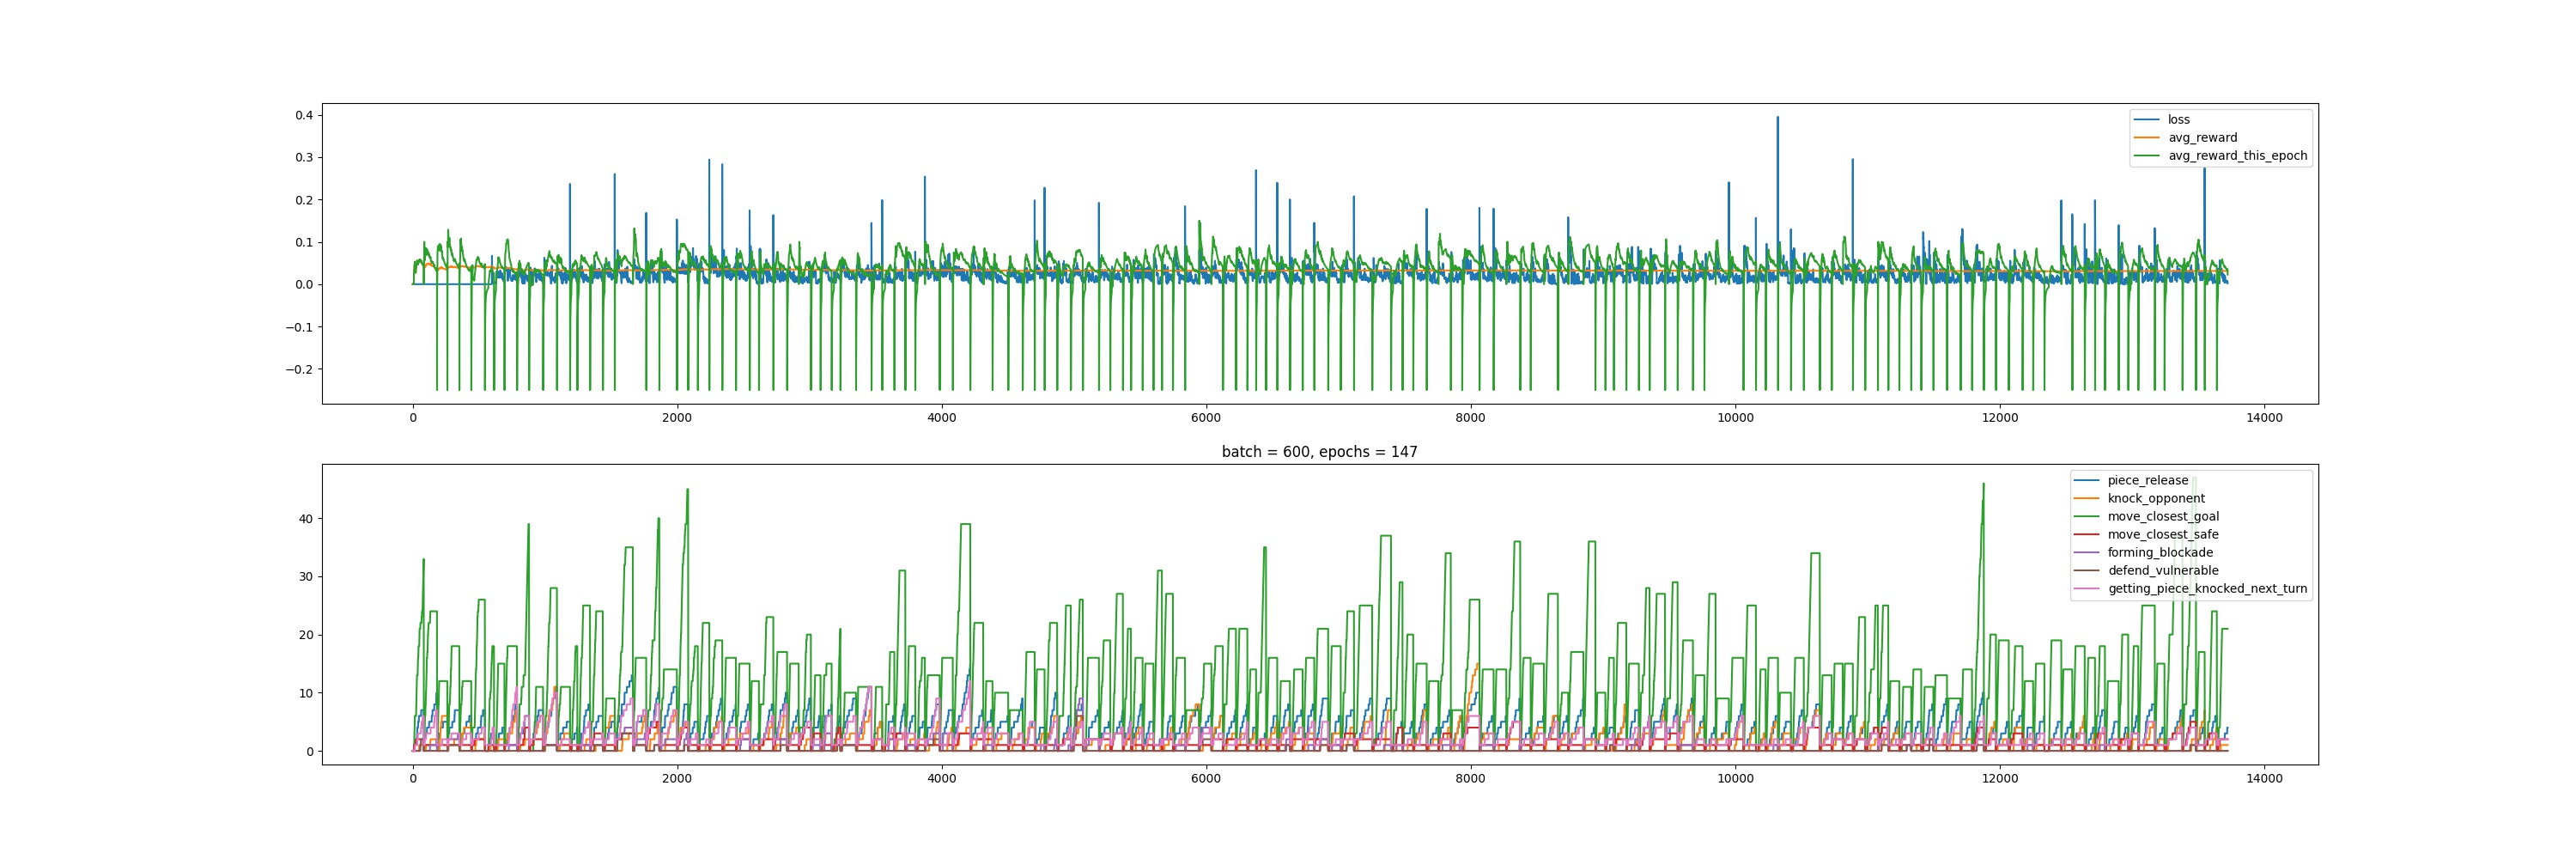 0.4
0.3
0.2
0.1
0.0
−0.1
−0.2
loss
avg_reward
avg_reward_this_epoch
0 2000 4000 6000 8000 10000 12000 14000
batch = 600, epochs = 147
40
30
20
10
0
piece_release
knock_opponent
move_closest_goal
move_closest_safe
forming_blockade
defend_vulnerable
getting_piece_knocked_next_turn
0 2000 4000 6000 8000 10000 12000 14000